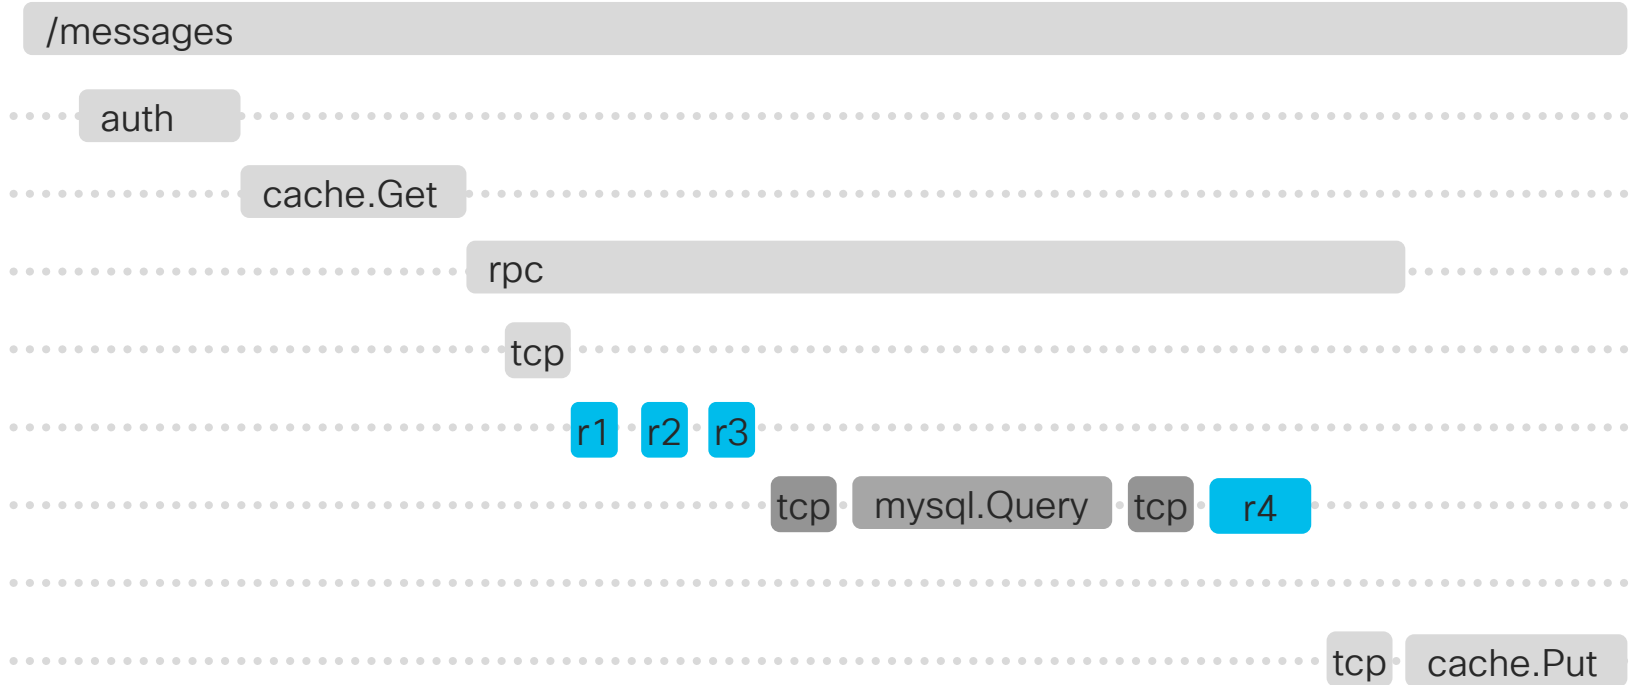 /messages
auth
cache.Get
rpc
tcp
r1 r2 r3
tcp mysql.Query tcp r4
tcp cache.Put